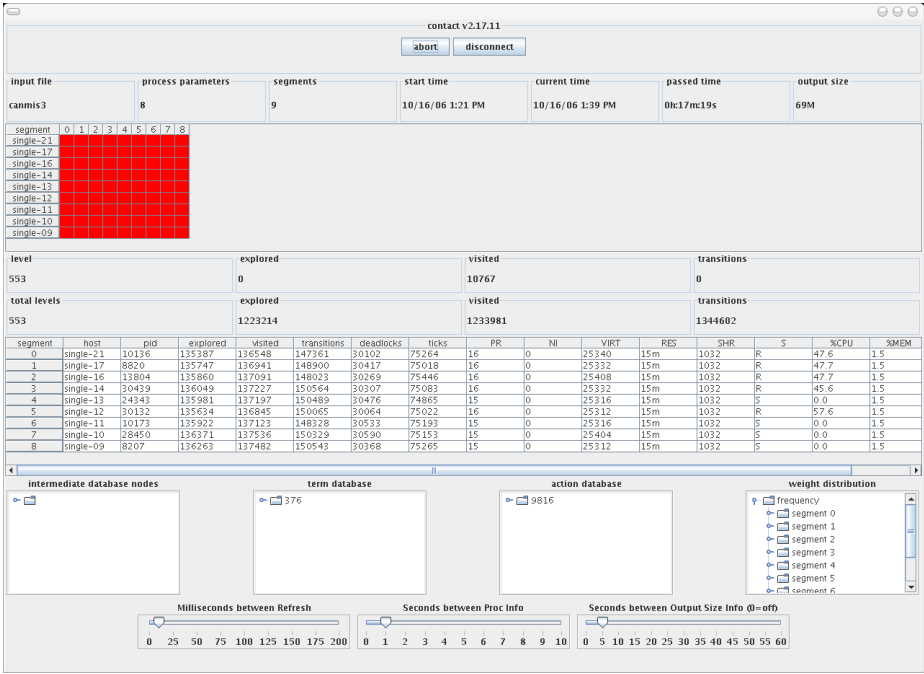 contact v2.17.11
abort disconnect
input file process parameters segments start time current time passed time output size
canmis3 8 9 10/16/06 1:21 PM 10/16/06 1:39 PM 0h:17m:19s 69M
segment 0 1 2 3 4 5 6 7 8
single-21
single-17
single-16
single-14
single-13
single-12
single-11
single-10
single-09
level explored visited transitions
553 0 10767 0
total levels explored visited transitions
553 1223214 1233981 1344602
segment host pid explored visited transitions deadlocks ticks PR NI VIRT RES SHR S %CPU %MEM
0 single-21 10136 135387 136548 147361 30102 75264 16 0 25340 15m 1032 R 47.6 1.5
1 single-17 8820 135747 136941 148900 30417 75018 16 0 25332 15m 1032 R 47.7 1.5
2 single-16 13804 135860 137091 148023 30269 75446 16 0 25408 15m 1032 R 47.7 1.5
3 single-14 30439 136049 137227 150564 30307 75083 16 0 25332 15m 1032 R 45.6 1.5
4 single-13 24343 135981 137197 150489 30476 74865 15 0 25316 15m 1032 S 0.0 1.5
5 single-12 30132 135634 136845 150065 30064 75022 16 0 25312 15m 1032 R 57.6 1.5
6 single-11 10173 135922 137123 148328 30533 75193 15 0 25316 15m 1032 S 0.0 1.5
7 single-10 28450 136371 137536 150329 30590 75153 15 0 25404 15m 1032 S 0.0 1.5
8 single-09 8207 136263 137482 150543 30368 75265 15 0 25312 15m 1032 S 0.0 1.5
intermediate database nodes term database action database weight distribution
376 9816 frequency
segment 0
segment 1
segment 2
segment 3
segment 4
segment 5
segment 6
Milliseconds between Refresh Seconds between Proc Info Seconds between Output Size Info (0=off)
0 25 50 75 100 125 150 175 200 0 1 2 3 4 5 6 7 8 9 10 0 5 10 15 20 25 30 35 40 45 50 55 60